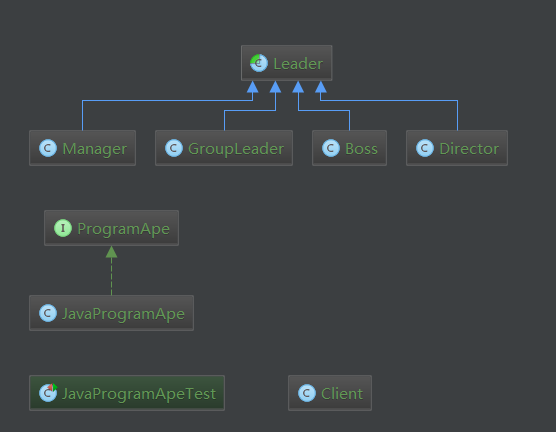 C Leader
C Manager
C GroupLeader
C Boss
C Director
I ProgramApe
C JavaProgramApe
C JavaProgramApeTest
C Client